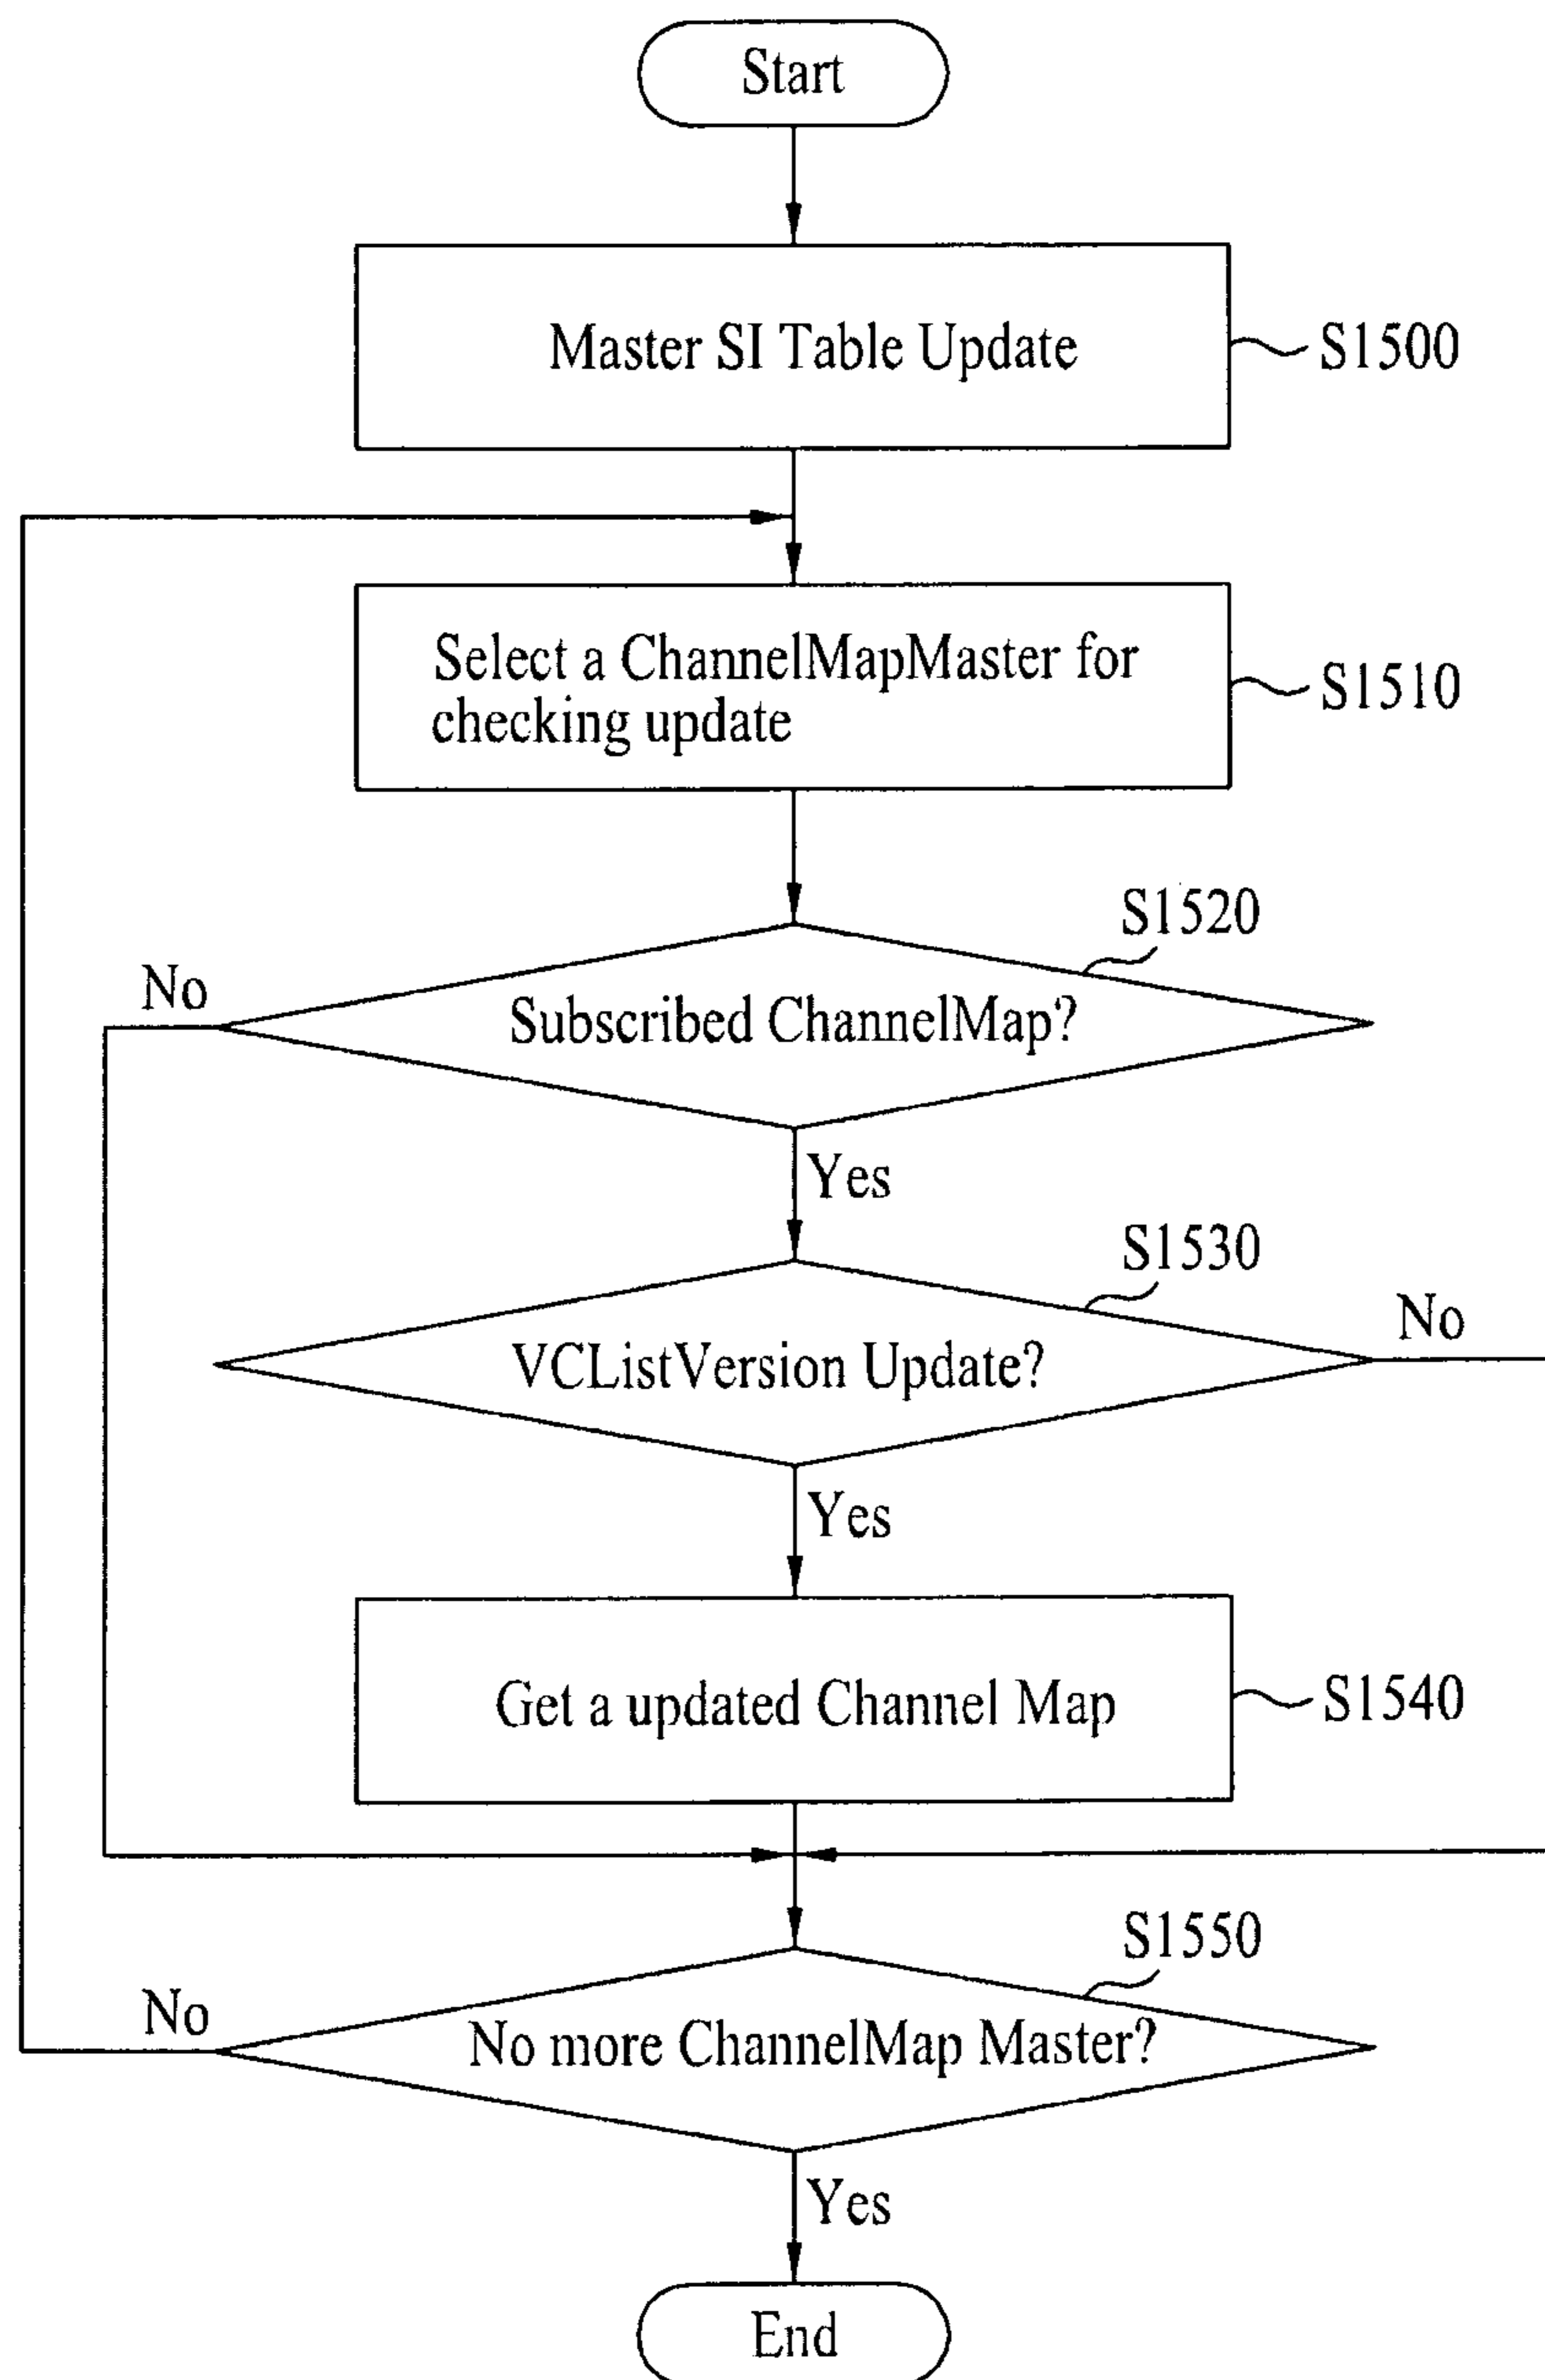 Start
Master SI Table Update
S1500
Select a ChannelMapMaster for
checking update
S1510
S1520
No
Subscribed ChannelMap?
Yes
S1530
No
VCListVersion Update?
Yes
Get a updated Channel Map
S1540
S1550
No
No more ChannelMap Master?
Yes
End